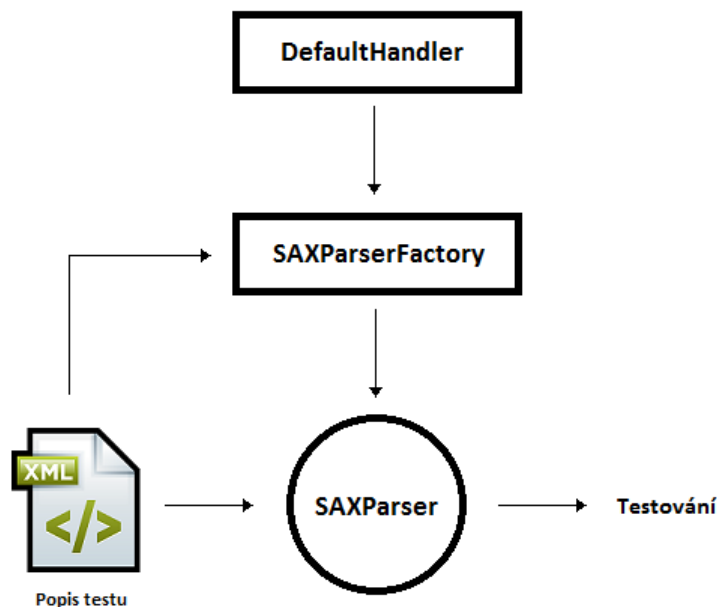 DefaultHandler
SAXParserFactory
XML
</>
SAXParser
Testování
Popis testu